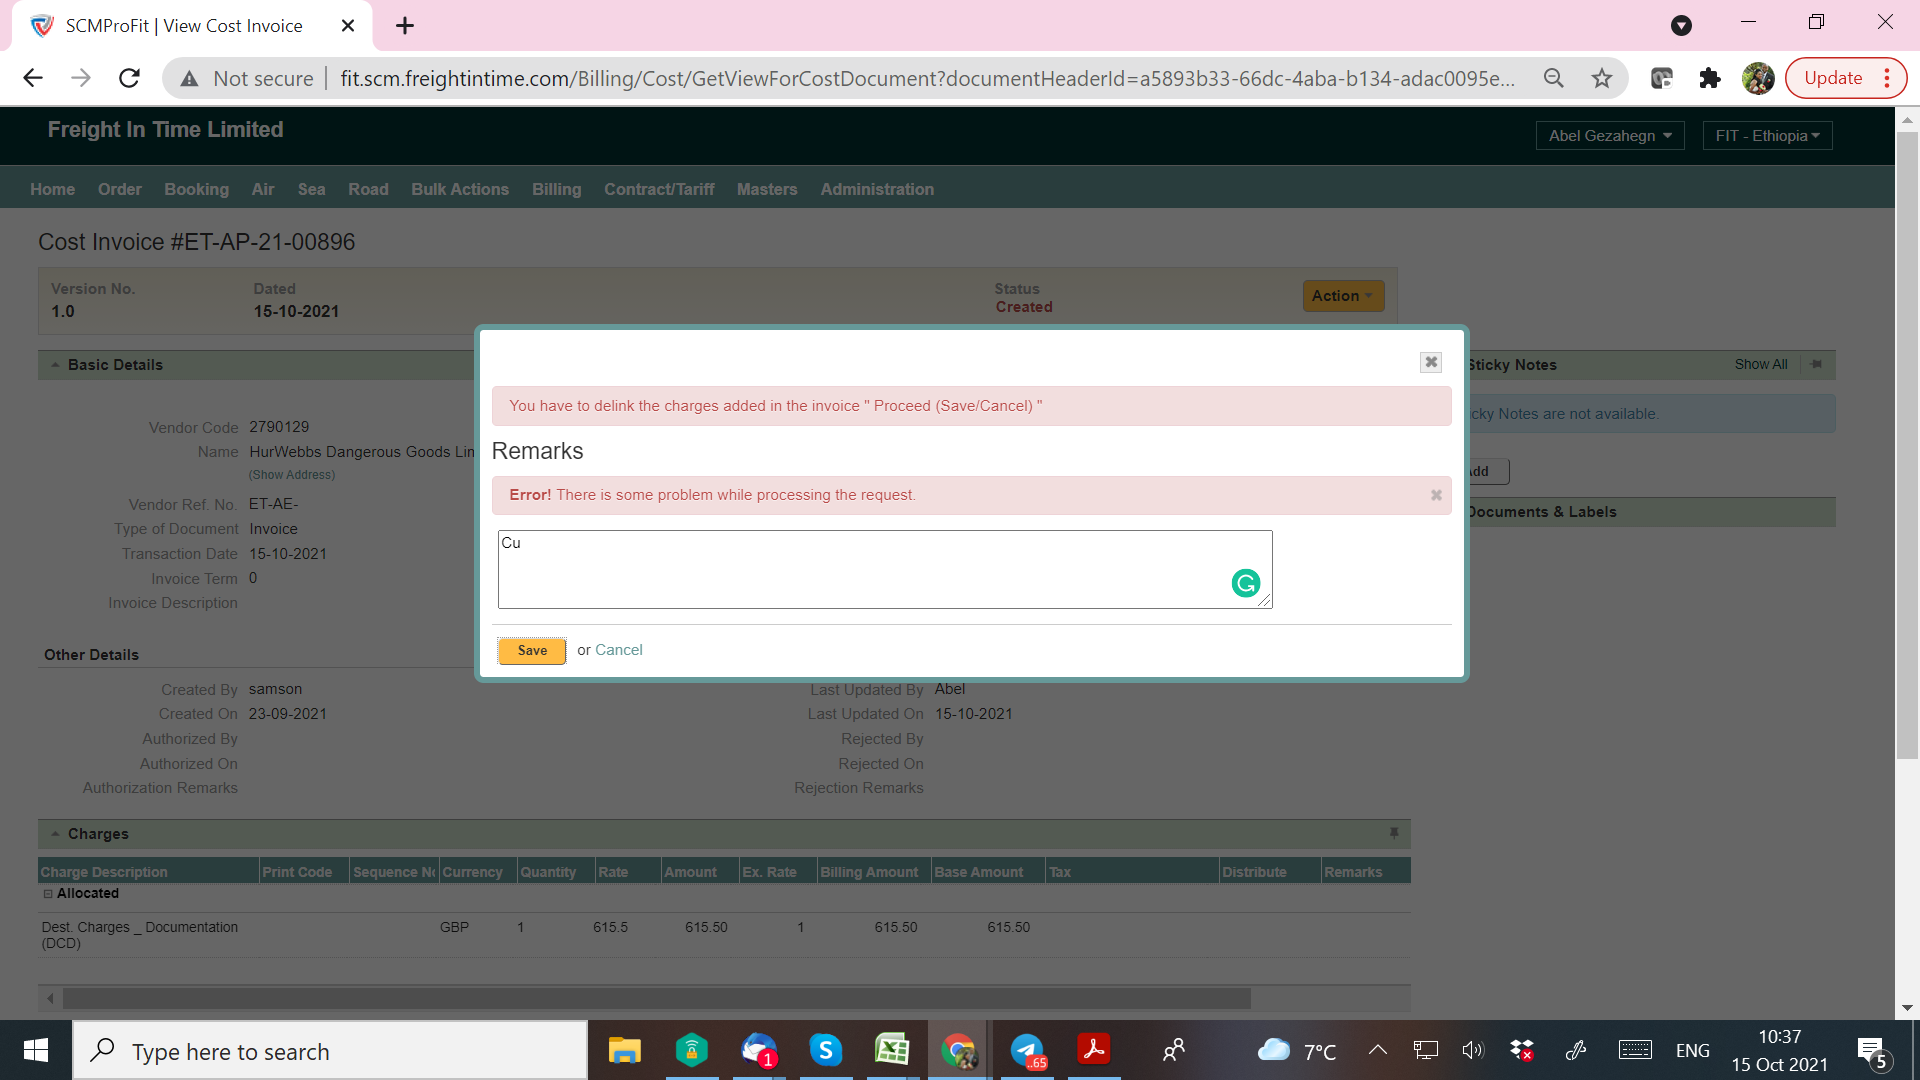 SCMProFit | View Cost Invoice
Not secure
fit.scm.freightintime.com/Billing/Cost/GetViewForCostDocument?documentHeaderId=a5893b33-66dc-4aba-b134-adac0095e...
Update
Freight In Time Limited
Abel Gezahegn
FIT - Ethiopia
Home Order Booking Air Sea Road Bulk Actions Billing Contract/Tariff Masters Administration
Cost Invoice #ET-AP-21-00896
Version No. Dated Status
1.0 15-10-2021 Created
Action
Basic Details
Sticky Notes Show All
You have to delink the charges added in the invoice " Proceed (Save/Cancel) "
Sticky Notes are not available.
Vendor Code 2790129
Name HurWebbs Dangerous Goods Lin
(Show Address)
Remarks
Add
Error! There is some problem while processing the request.
Vendor Ref. No. ET-AE-
Documents & Labels
Type of Document Invoice
Cu
Transaction Date 15-10-2021
Invoice Term 0
Invoice Description
Save or Cancel
Other Details
Created By samson
Last Updated By Abel
Created On 23-09-2021
Last Updated On 15-10-2021
Authorized By
Rejected By
Authorized On
Rejected On
Authorization Remarks
Rejection Remarks
Charges
Charge Description Print Code Sequence No Currency Quantity Rate Amount Ex. Rate Billing Amount Base Amount Tax Distribute Remarks
Allocated
Dest. Charges _ Documentation GBP 1 615.5 615.50 1 615.50 615.50
(DCD)
Type here to search
1
S
..65
7°C
ENG
10:37
15 Oct 2021
5